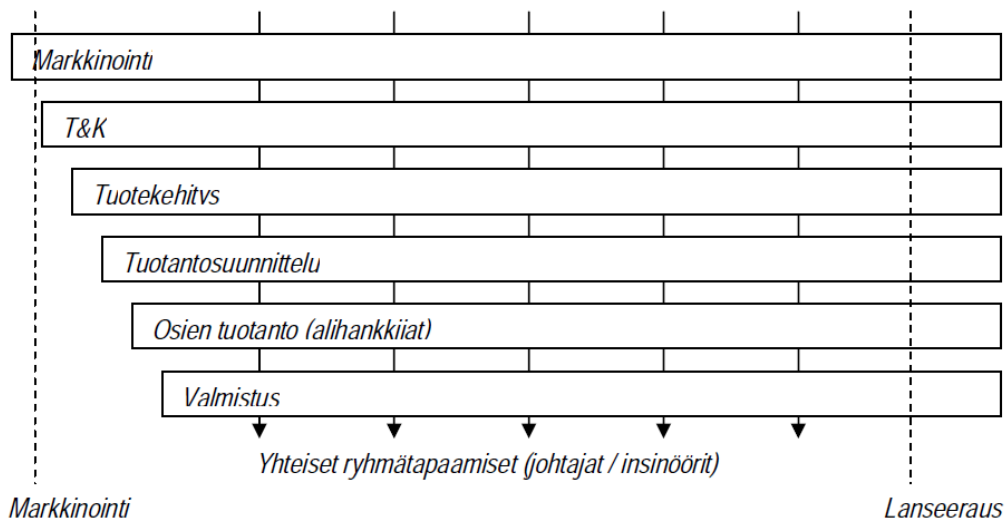 Markkinointi
T&K
Tuotekehitys
Tuotantosuunnittelu
Osien tuotanto (alihankkijat)
Valmistus
Yhteiset ryhmätapaamiset (johtajat / insinöörit)
Markkinointi
Lanseeraus